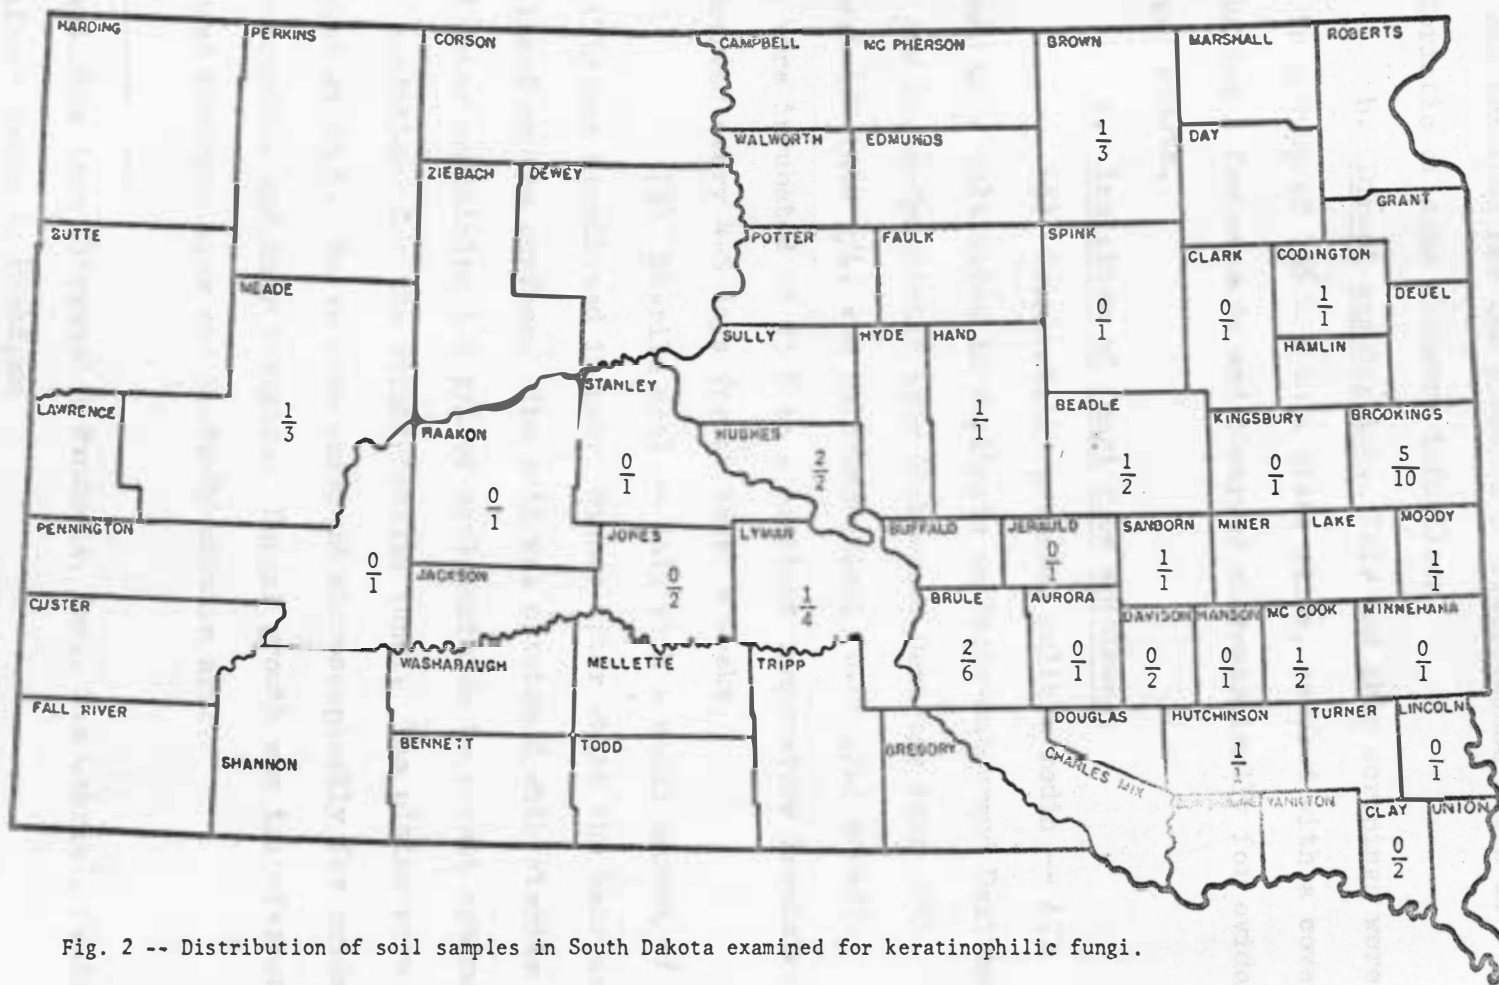 HARDING
PERKINS
CORSON
CAMPBELL
MC PHERSON
BROWN
1
3
MARSHALL
ROBERTS
WALWORTH
EDMUNDS
DAY
ZIEBACH
DEWEY
GRANT
BUTTE
POTTER
FAULK
SPINK
0
1
CLARK
0
1
CODINGTON
1
1
DEUEL
MEADE
1
3
SULLY
HYDE
HAND
1
1
HAMLIN
LAWRENCE
HAAKON
0
1
STANLEY
0
1
HUGHES
2
2
BEADLE
1
2
KINGSBURY
0
1
BROOKINGS
5
10
PENNINGTON
0
1
JACKSON
JONES
0
2
LYMAN
1
4
BUFFALO
JERAULD
0
1
SANBORN
1
1
MINER
LAKE
MOODY
1
1
CUSTER
WASHABAUGH
MELLETTE
TRIPP
BRULE
2
6
AURORA
0
1
DAVISON
0
2
HANSON
0
1
MC COOK
1
2
MINNEHAHA
0
1
FALL RIVER
SHANNON
BENNETT
TODD
GREGORY
CHARLES MIX
DOUGLAS
HUTCHINSON
1
1
TURNER
LINCOLN
0
1
YANKTON
CLAY
0
2
UNION
Fig. 2 -- Distribution of soil samples in South Dakota examined for keratinophilic fungi.